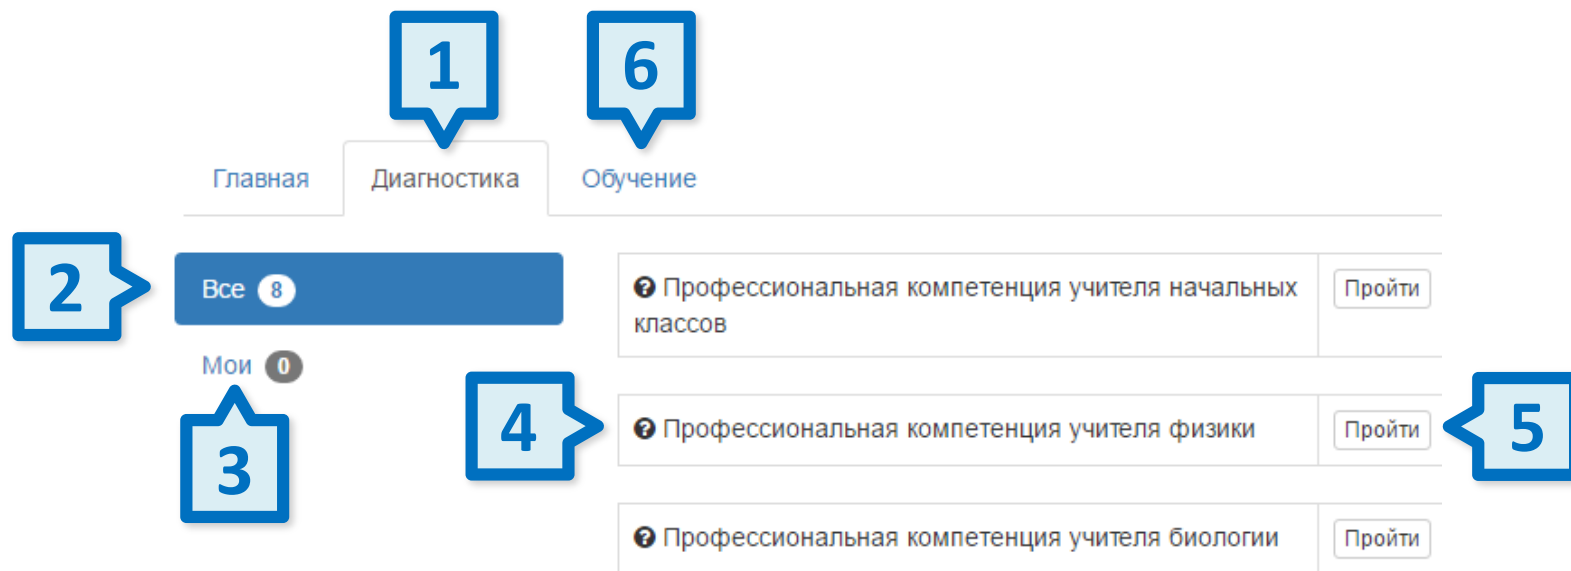 1
6
Главная
Диагностика
Обучение
2
Все 8
Мои 0
3
Профессиональная компетенция учителя начальных
классов
Пройти
4
Профессиональная компетенция учителя физики
Пройти
5
Профессиональная компетенция учителя биологии
Пройти